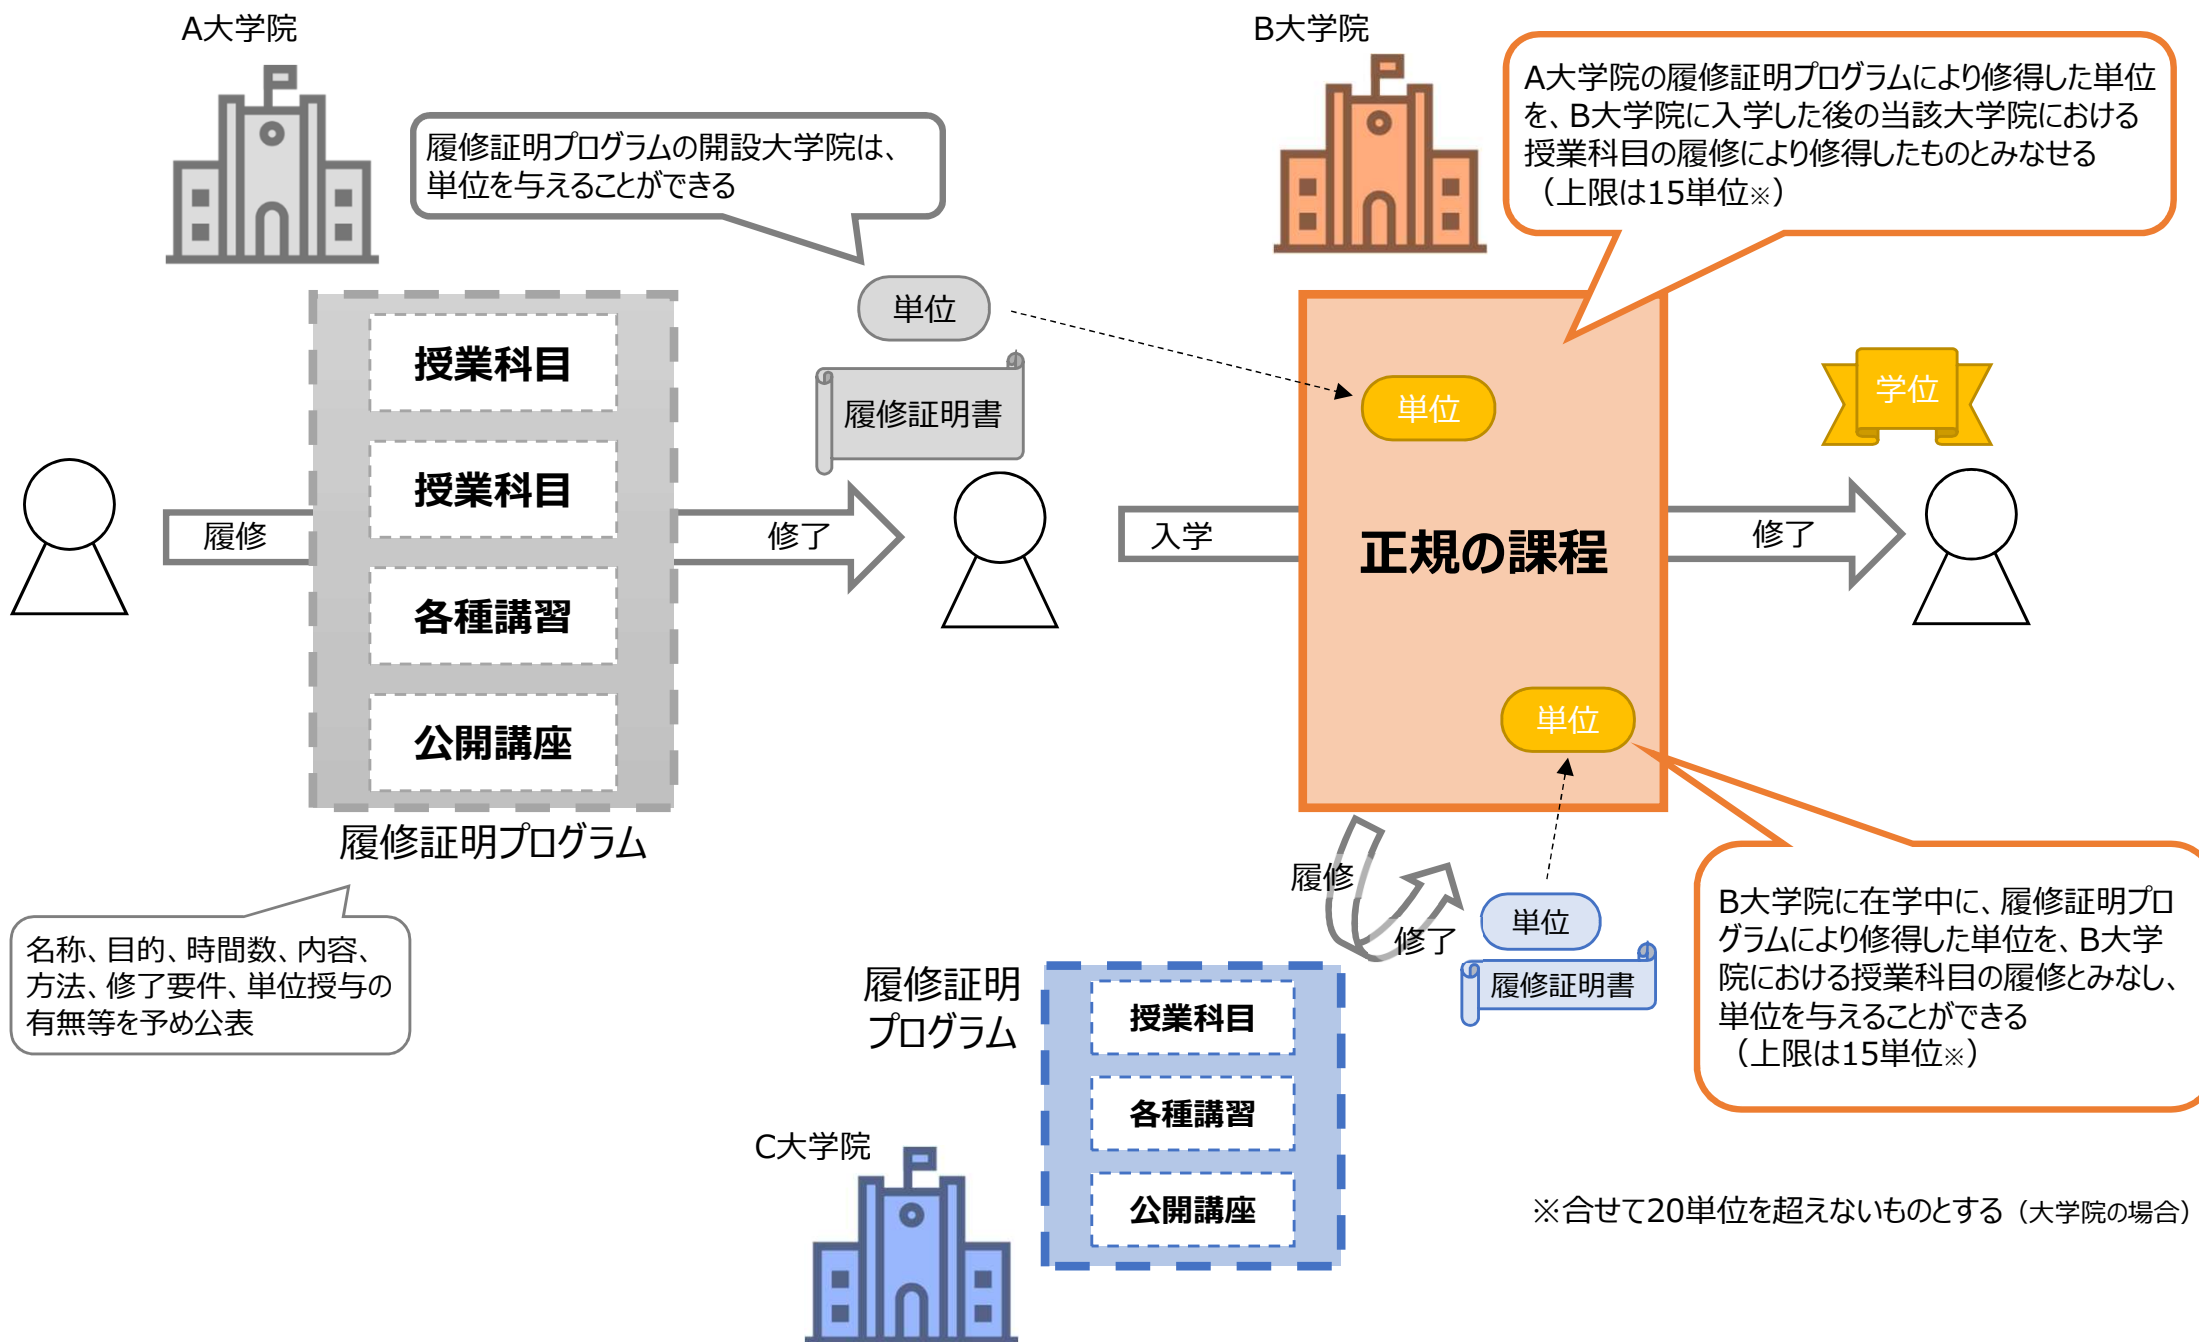 A大学院
B大学院
履修証明プログラムの開設大学院は、
単位を与えることができる
A大学院の履修証明プログラムにより修得した単位
を、B大学院に入学した後の当該大学院における
授業科目の履修により修得したものとみなせる
（上限は15単位※）
単位
履修証明書
授業科目
授業科目
各種講習
公開講座
履修
修了
入学
単位
正規の課程
単位
学位
修了
履修証明プログラム
名称、目的、時間数、内容、
方法、修了要件、単位授与の
有無等を予め公表
履修
修了
単位
履修証明書
B大学院に在学中に、履修証明プロ
グラムにより修得した単位を、B大学
院における授業科目の履修とみなし、
単位を与えることができる
（上限は15単位※）
履修証明
プログラム
授業科目
各種講習
公開講座
C大学院
※合せて20単位を超えないものとする（大学院の場合）